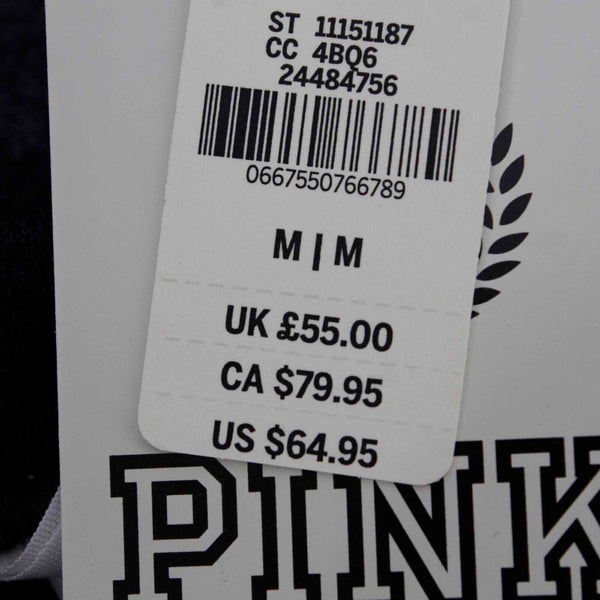 ST 11151187
CC 4BQ6
24484756
0667550766789
M | M
UK £55.00
CA $79.95
US $64.95
PINK